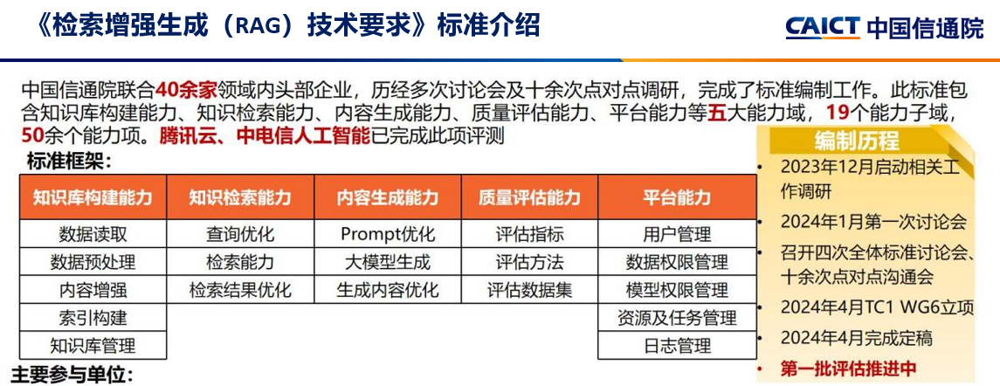 《检索增强生成（RAG）技术要求》标准介绍
CAICT 中国信通院
中国信通院联合40余家领域内头部企业，历经多次讨论会及十余次点对点调研，完成了标准编制工作。此标准包
含知识库构建能力、知识检索能力、内容生成能力、质量评估能力、平台能力等五大能力域，19个能力子域，
50余个能力项。腾讯云、中电信人工智能已完成此项评测
标准框架：
知识库构建能力 知识检索能力 内容生成能力 质量评估能力 平台能力
数据读取 查询优化 Prompt优化 评估指标 用户管理
数据预处理 检索能力 大模型生成 评估方法 数据权限管理
内容增强 检索结果优化 生成内容优化 评估数据集 模型权限管理
索引构建 资源及任务管理
知识库管理 日志管理
编制历程
• 2023年12月启动相关工
作调研
• 2024年1月第一次讨论会
• 召开四次全体标准讨论会、
十余次点对点沟通会
• 2024年4月TC1 WG6立项
• 2024年4月完成定稿
• 第一批评估推进中
主要参与单位：